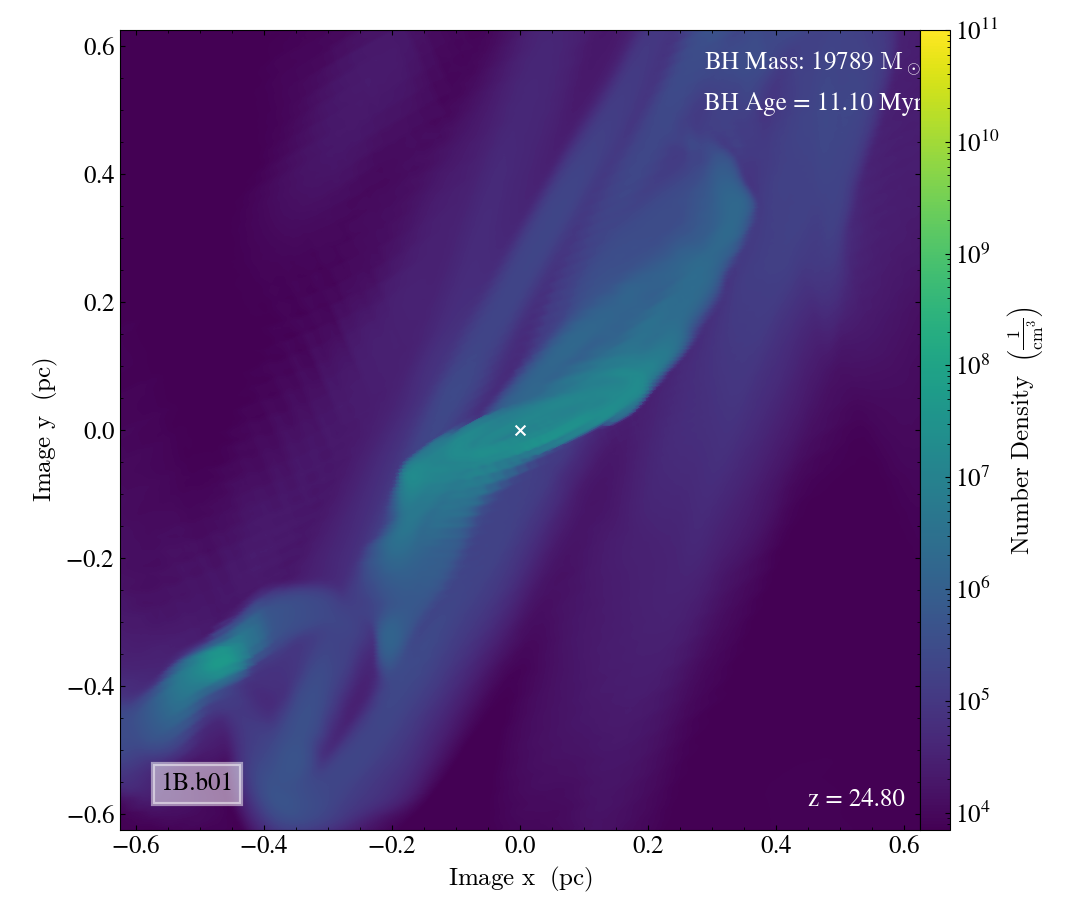 BH Mass: 19789 M⊙
BH Age = 11.10 Myr
1B.b01
z = 24.80
0.6
0.4
0.2
0.0
−0.2
−0.4
−0.6
Image y (pc)
−0.6 −0.4 −0.2 0.0 0.2 0.4 0.6
Image x (pc)
10¹¹
10¹⁰
10⁹
10⁸
10⁷
10⁶
10⁵
10⁴
Number Density (1/cm³)